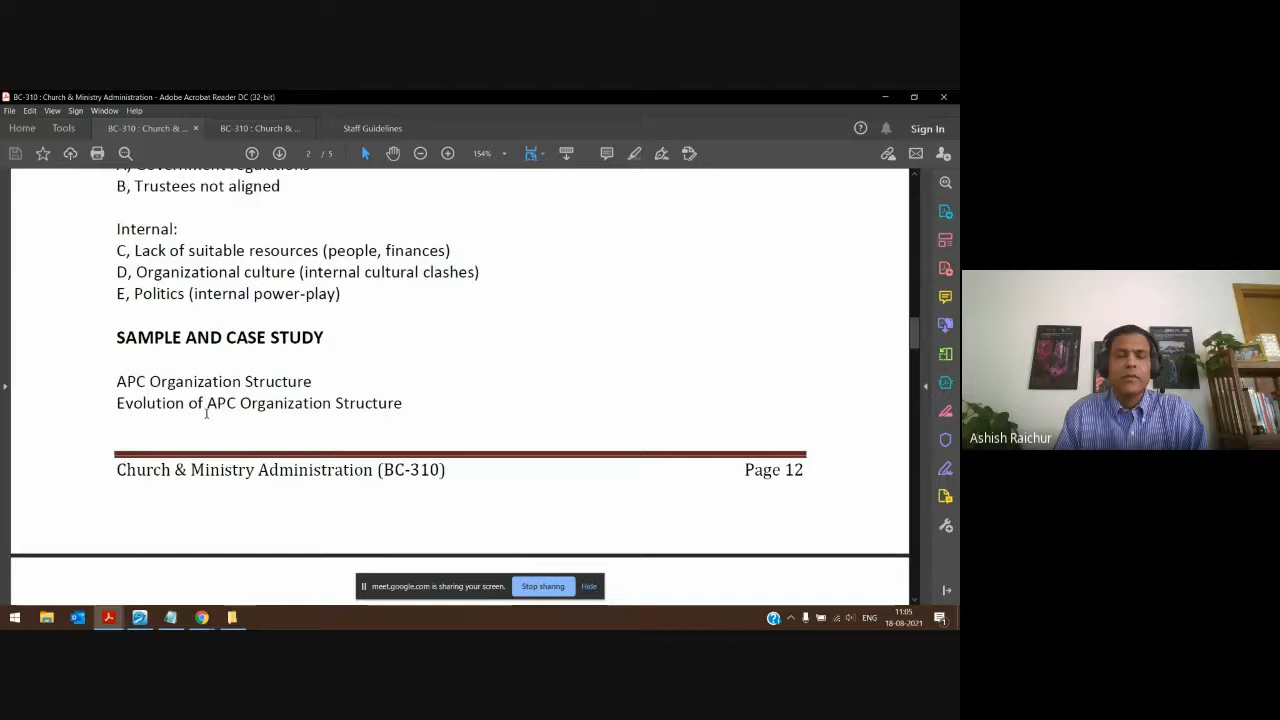 BC-310 : Church & Ministry Administration - Adobe Acrobat Reader DC (32-bit)
File Edit View Sign Window Help
Home Tools BC-310 : Church & ... × BC-310 : Church & ... Staff Guidelines Sign In
2 / 5 154%
A, Government regulations
B, Trustees not aligned
Internal:
C, Lack of suitable resources (people, finances)
D, Organizational culture (internal cultural clashes)
E, Politics (internal power-play)
SAMPLE AND CASE STUDY
APC Organization Structure
Evolution of APC Organization Structure
Church & Ministry Administration (BC-310) Page 12
meet.google.com is sharing your screen. Stop sharing Hide
ENG 11:05
18-08-2021
Ashish Raichur